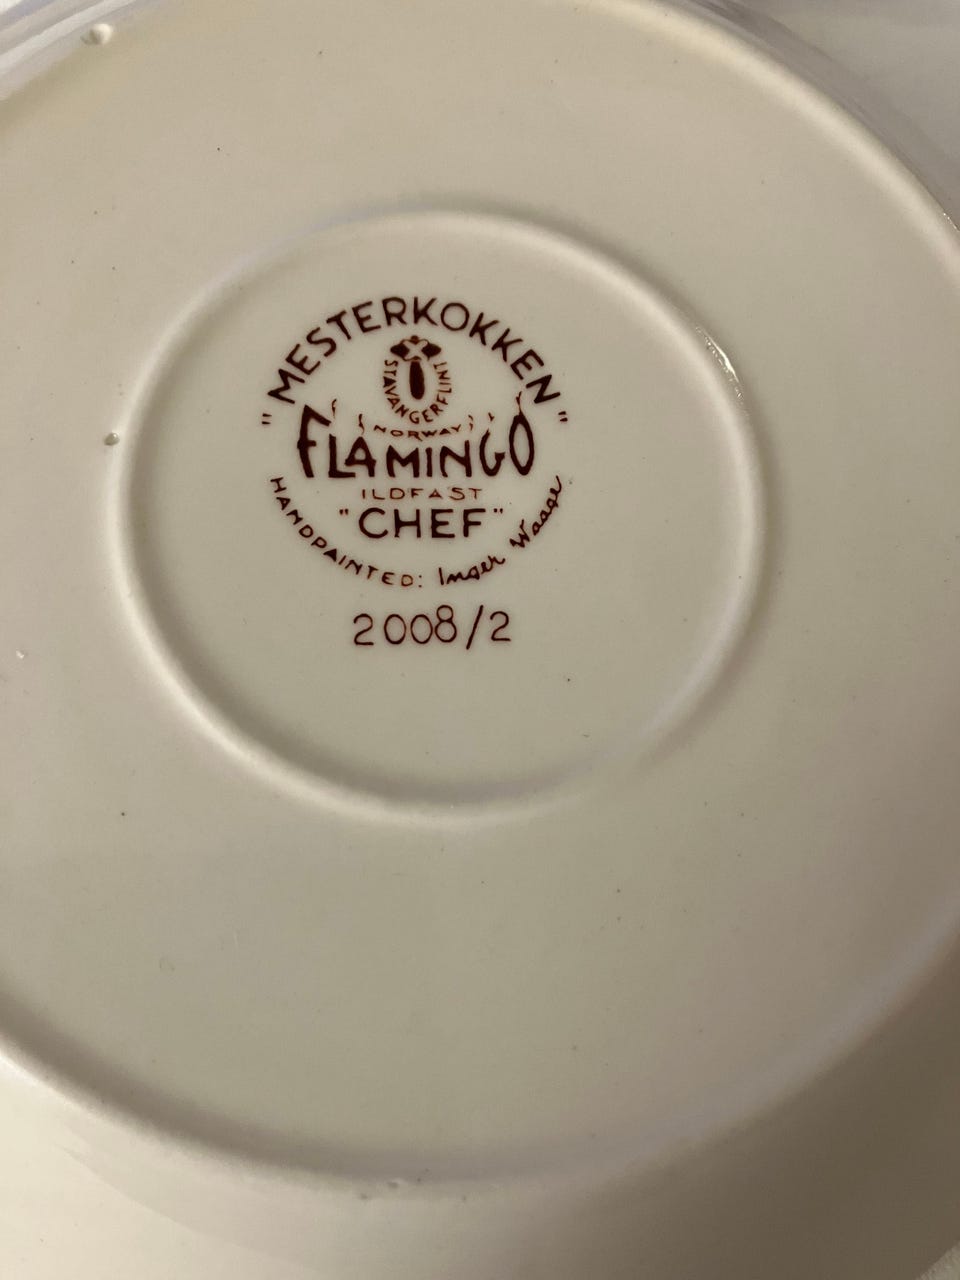 "MESTERKOKKEN"
STAVANGERFLINT
NORWAY
FLAMINGO
ILDFAST
"CHEF"
HANDPAINTED: Inger Waage
2008/2